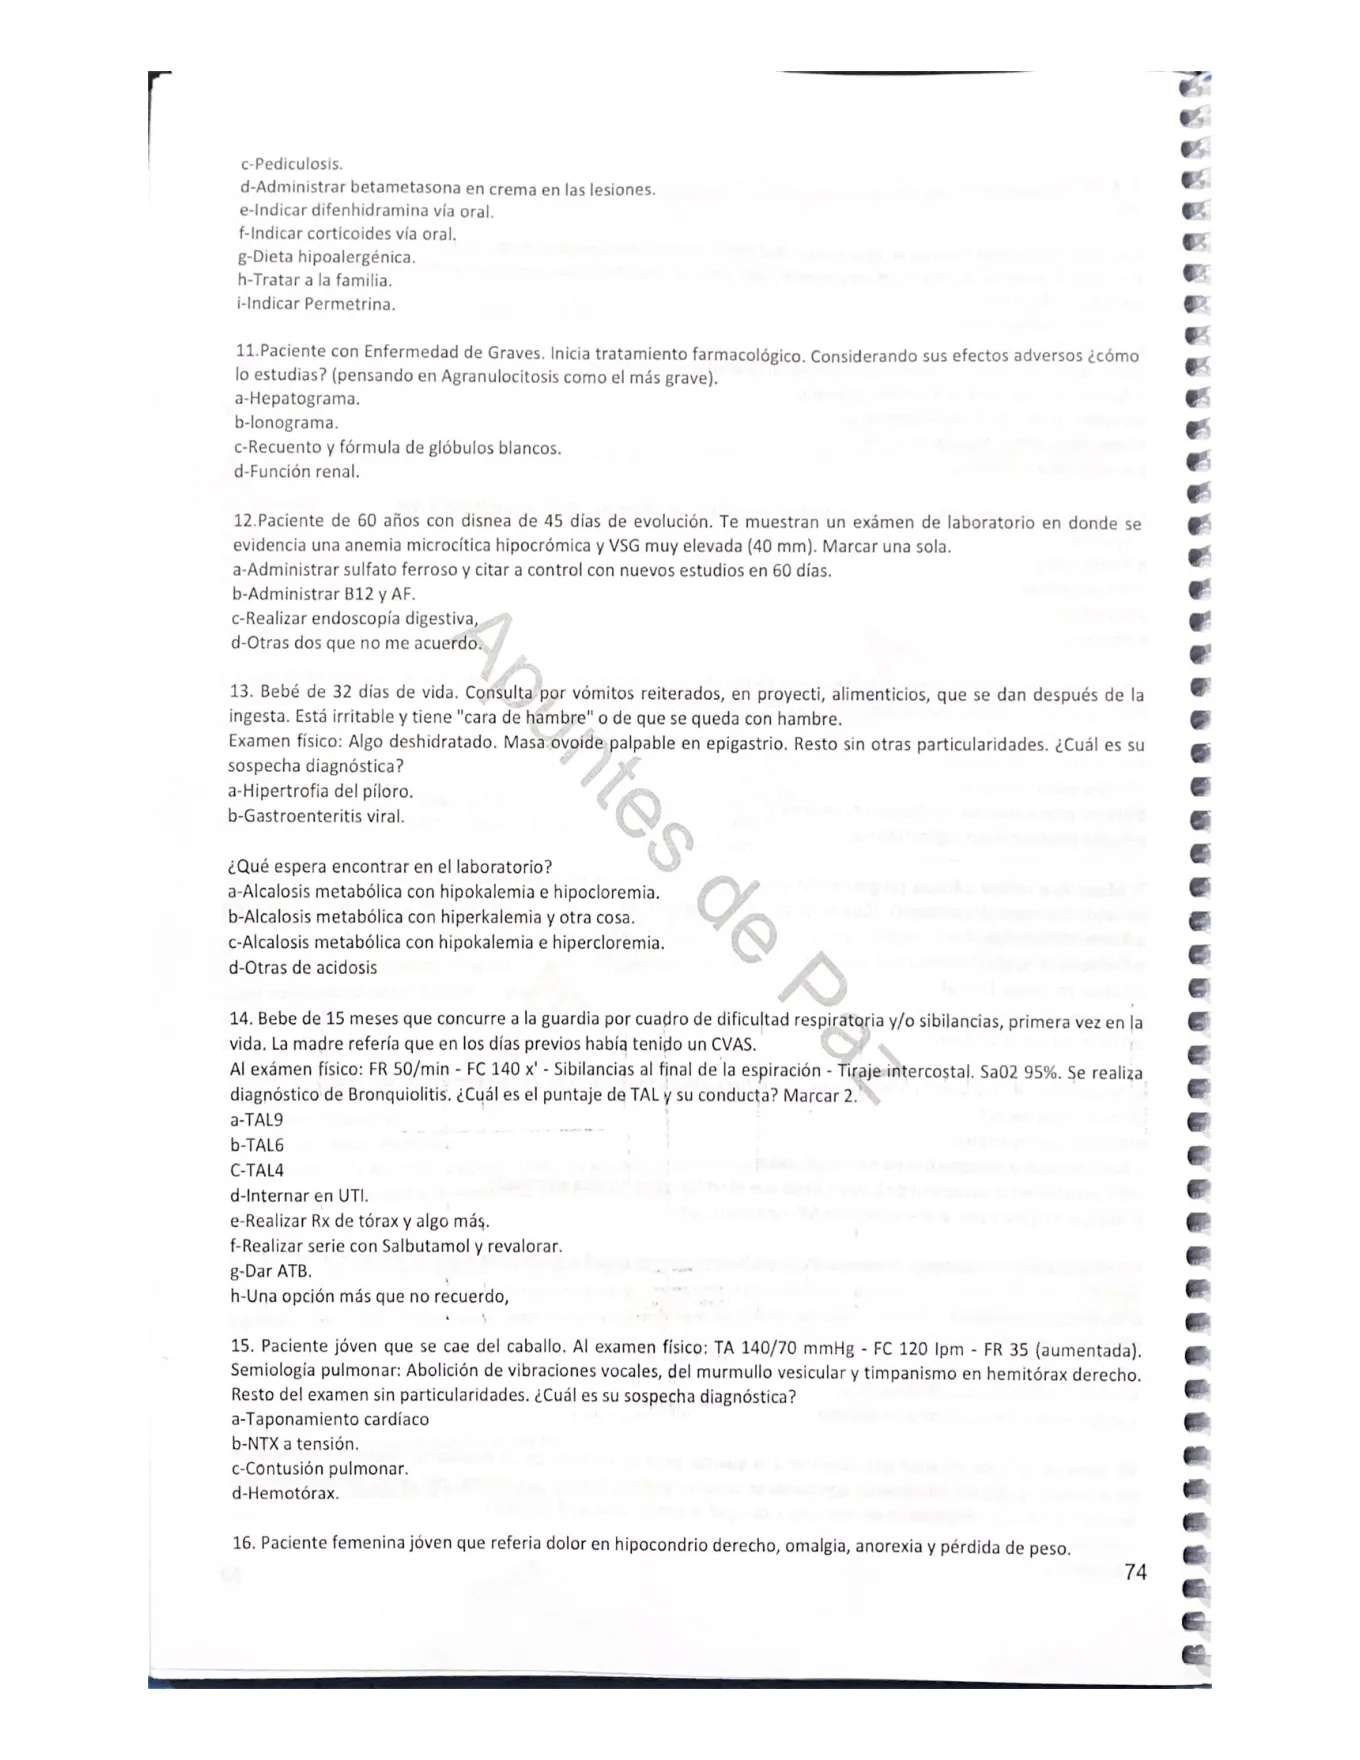 c-Pediculosis.
d-Administrar betametasona en crema en las lesiones.
e-Indicar difenhidramina vía oral.
f-Indicar corticoides vía oral.
g-Dieta hipoalergénica.
h-Tratar a la familia.
i-Indicar Permetrina.
11.Paciente con Enfermedad de Graves. Inicia tratamiento farmacológico. Considerando sus efectos adversos ¿cómo
lo estudias? (pensando en Agranulocitosis como el más grave).
a-Hepatograma.
b-Ionograma.
c-Recuento y fórmula de glóbulos blancos.
d-Función renal.
12.Paciente de 60 años con disnea de 45 días de evolución. Te muestran un exámen de laboratorio en donde se
evidencia una anemia microcítica hipocrómica y VSG muy elevada (40 mm). Marcar una sola.
a-Administrar sulfato ferroso y citar a control con nuevos estudios en 60 días.
b-Administrar B12 y AF.
c-Realizar endoscopía digestiva,
d-Otras dos que no me acuerdo.
13. Bebé de 32 días de vida. Consulta por vómitos reiterados, en proyecti, alimenticios, que se dan después de la
ingesta. Está irritable y tiene "cara de hambre" o de que se queda con hambre.
Examen físico: Algo deshidratado. Masa ovoide palpable en epigastrio. Resto sin otras particularidades. ¿Cuál es su
sospecha diagnóstica?
a-Hipertrofia del píloro.
b-Gastroenteritis viral.
¿Qué espera encontrar en el laboratorio?
a-Alcalosis metabólica con hipokalemia e hipocloremia.
b-Alcalosis metabólica con hiperkalemia y otra cosa.
c-Alcalosis metabólica con hipokalemia e hipercloremia.
d-Otras de acidosis
14. Bebe de 15 meses que concurre a la guardia por cuadro de dificultad respiratoria y/o sibilancias, primera vez en la
vida. La madre refería que en los días previos había tenido un CVAS.
Al exámen físico: FR 50/min - FC 140 x' - Sibilancias al final de la espiración - Tiraje intercostal. Sa02 95%. Se realiza
diagnóstico de Bronquiolitis. ¿Cuál es el puntaje de TAL y su conducta? Marcar 2.
a-TAL9
b-TAL6
C-TAL4
d-Internar en UTI.
e-Realizar Rx de tórax y algo más.
f-Realizar serie con Salbutamol y revalorar.
g-Dar ATB.
h-Una opción más que no recuerdo,
15. Paciente jóven que se cae del caballo. Al examen físico: TA 140/70 mmHg - FC 120 lpm - FR 35 (aumentada).
Semiología pulmonar: Abolición de vibraciones vocales, del murmullo vesicular y timpanismo en hemitórax derecho.
Resto del examen sin particularidades. ¿Cuál es su sospecha diagnóstica?
a-Taponamiento cardíaco
b-NTX a tensión.
c-Contusión pulmonar.
d-Hemotórax.
16. Paciente femenina jóven que referia dolor en hipocondrio derecho, omalgia, anorexia y pérdida de peso.
74
Apuntes de Paz